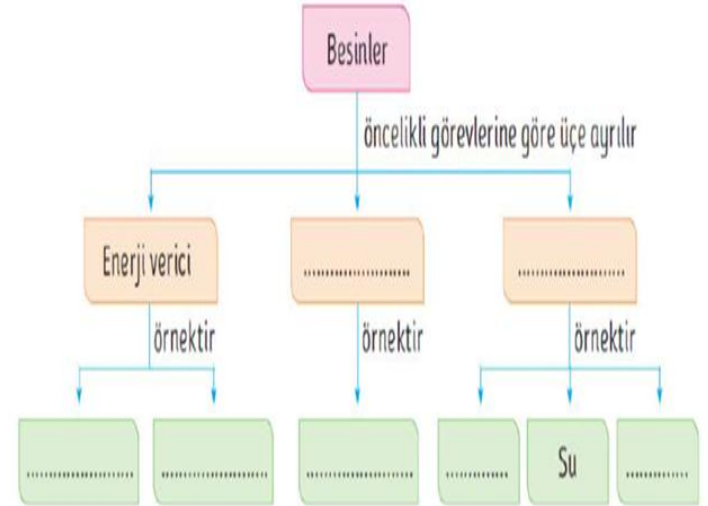 Besinler
öncelikli görevlerine göre üçe ayrılır
Enerji verici
........................
........................
örnektir
örnektir
örnektir
........................
........................
........................
..............
Su
..............